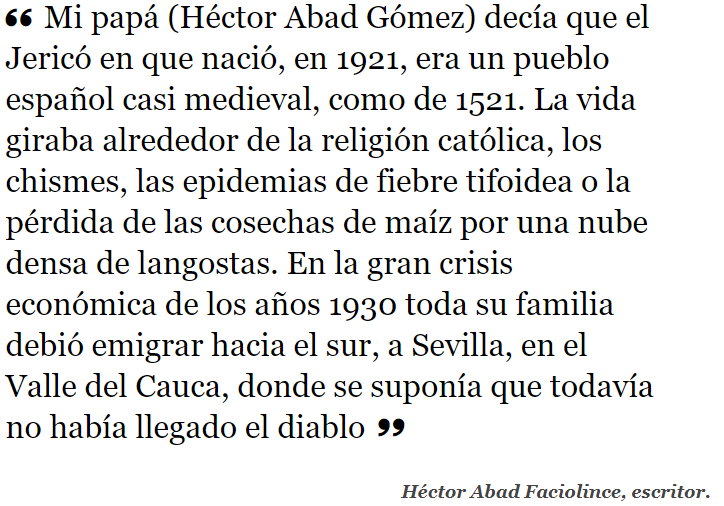 “ Mi papá (Héctor Abad Gómez) decía que el
Jericó en que nació, en 1921, era un pueblo
español casi medieval, como de 1521. La vida
giraba alrededor de la religión católica, los
chismes, las epidemias de fiebre tifoidea o la
pérdida de las cosechas de maíz por una nube
densa de langostas. En la gran crisis
económica de los años 1930 toda su familia
debió emigrar hacia el sur, a Sevilla, en el
Valle del Cauca, donde se suponía que todavía
no había llegado el diablo ”
Héctor Abad Faciolince, escritor.